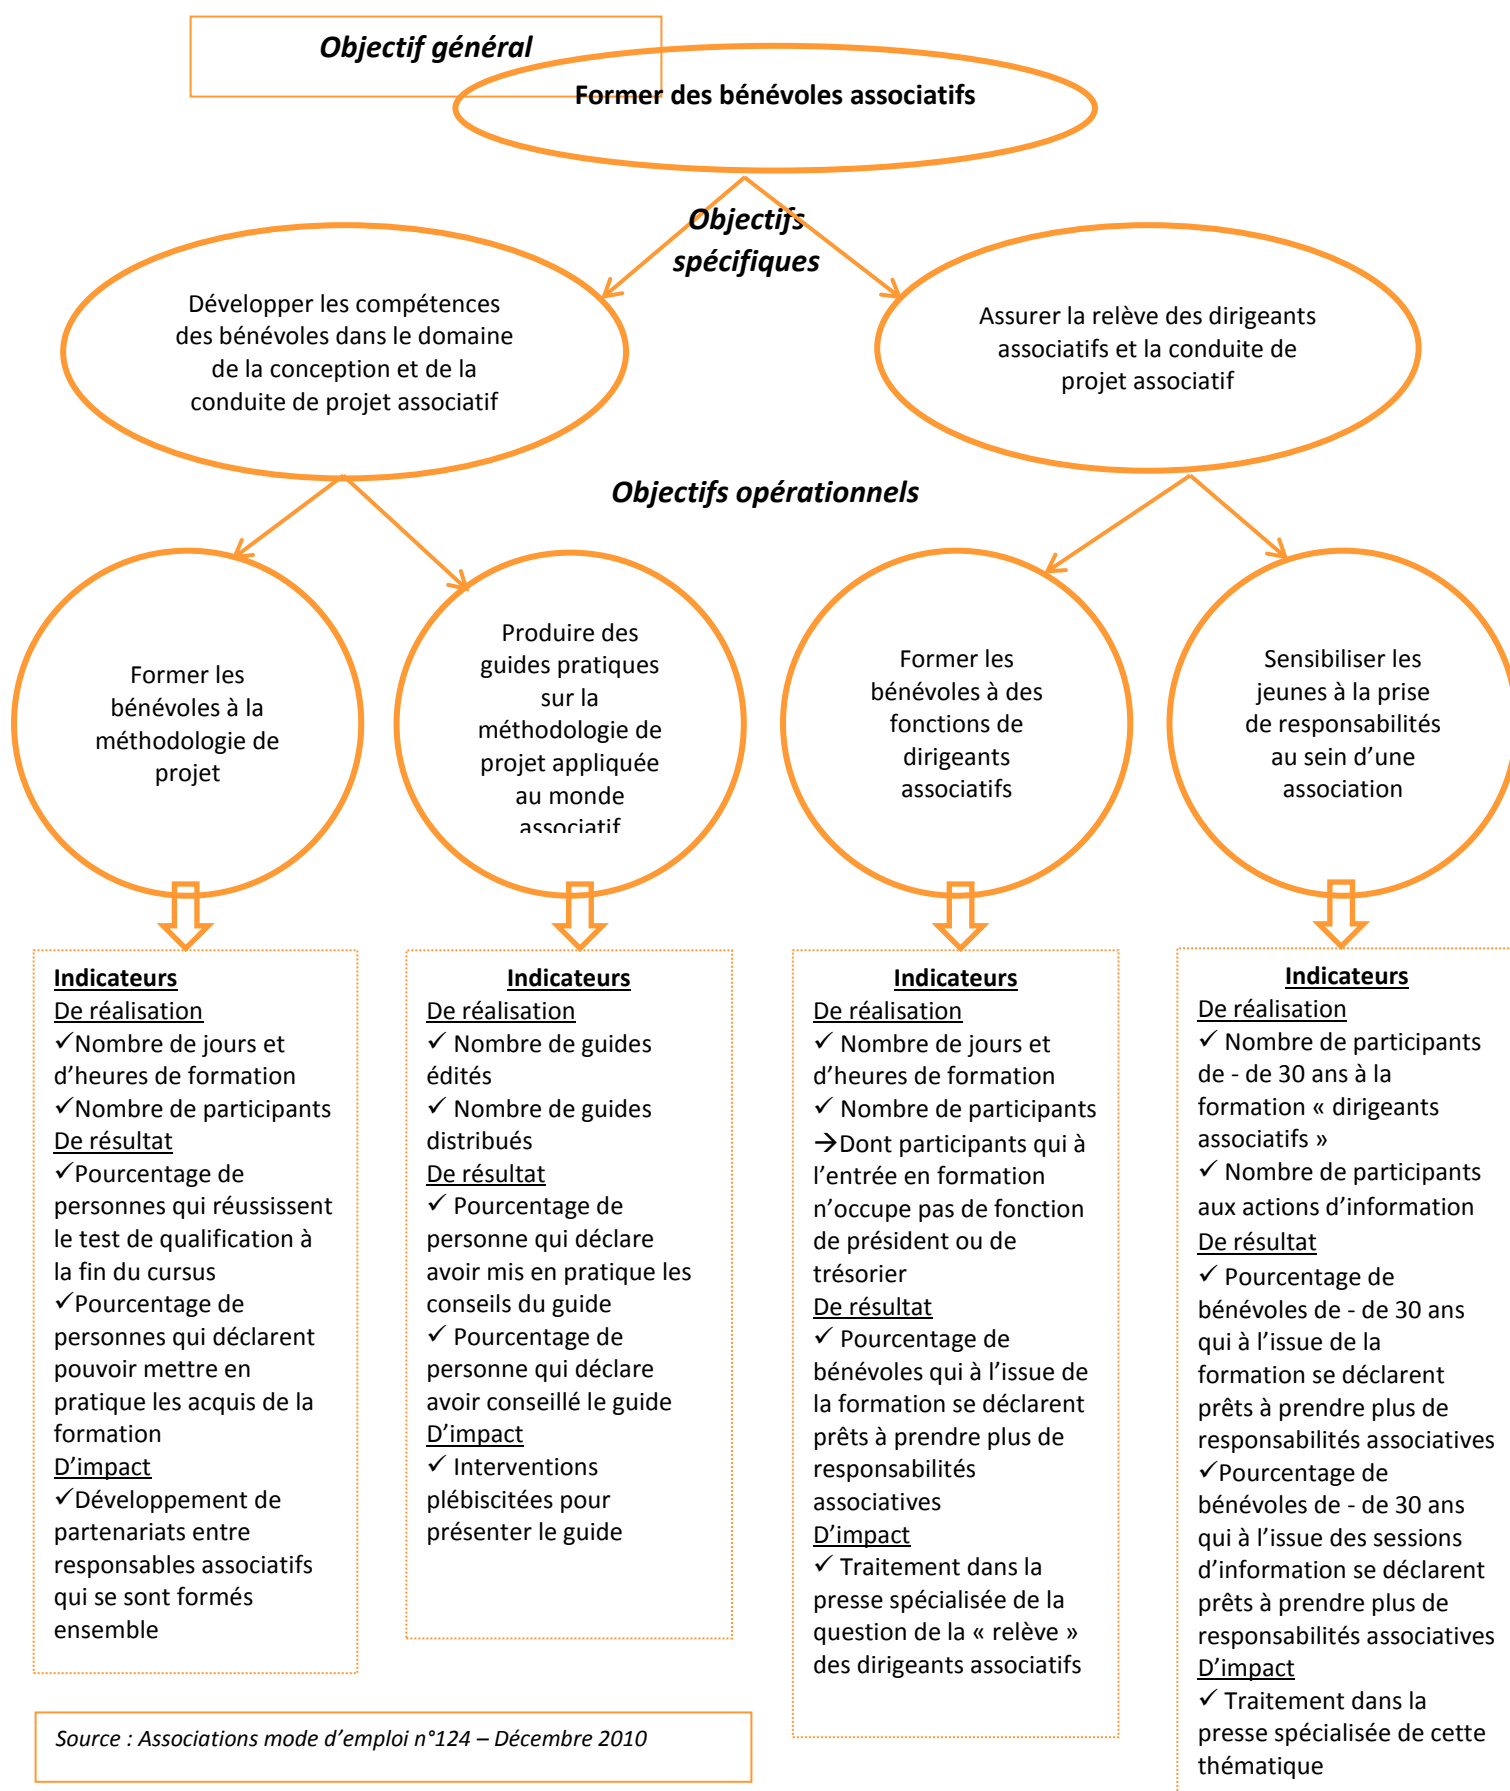 Objectif général
Former des bénévoles associatifs
Objectifs
spécifiques
Développer les compétences
des bénévoles dans le domaine
de la conception et de la
conduite de projet associatif
Assurer la relève des dirigeants
associatifs et la conduite de
projet associatif
Objectifs opérationnels
Former les
bénévoles à la
méthodologie de
projet
Produire des
guides pratiques
sur la
méthodologie de
projet appliquée
au monde
associatif
Former les
bénévoles à des
fonctions de
dirigeants
associatifs
Sensibiliser les
jeunes à la prise
de responsabilités
au sein d’une
association
Indicateurs
De réalisation
✓Nombre de jours et
d’heures de formation
✓Nombre de participants
De résultat
✓Pourcentage de
personnes qui réussissent
le test de qualification à
la fin du cursus
✓Pourcentage de
personnes qui déclarent
pouvoir mettre en
pratique les acquis de la
formation
D’impact
✓Développement de
partenariats entre
responsables associatifs
qui se sont formés
ensemble
Indicateurs
De réalisation
✓ Nombre de guides
édités
✓ Nombre de guides
distribués
De résultat
✓ Pourcentage de
personne qui déclare
avoir mis en pratique les
conseils du guide
✓ Pourcentage de
personne qui déclare
avoir conseillé le guide
D’impact
✓ Interventions
plébiscitées pour
présenter le guide
Indicateurs
De réalisation
✓ Nombre de jours et
d’heures de formation
✓ Nombre de participants
→Dont participants qui à
l’entrée en formation
n’occupe pas de fonction
de président ou de
trésorier
De résultat
✓ Pourcentage de
bénévoles qui à l’issue de
la formation se déclarent
prêts à prendre plus de
responsabilités
associatives
D’impact
✓ Traitement dans la
presse spécialisée de la
question de la « relève »
des dirigeants associatifs
Indicateurs
De réalisation
✓ Nombre de participants
de - de 30 ans à la
formation « dirigeants
associatifs »
✓ Nombre de participants
aux actions d’information
De résultat
✓ Pourcentage de
bénévoles de - de 30 ans
qui à l’issue de la
formation se déclarent
prêts à prendre plus de
responsabilités associatives
✓Pourcentage de
bénévoles de - de 30 ans
qui à l’issue des sessions
d’information se déclarent
prêts à prendre plus de
responsabilités associatives
D’impact
✓ Traitement dans la
presse spécialisée de cette
thématique
Source : Associations mode d’emploi n°124 – Décembre 2010